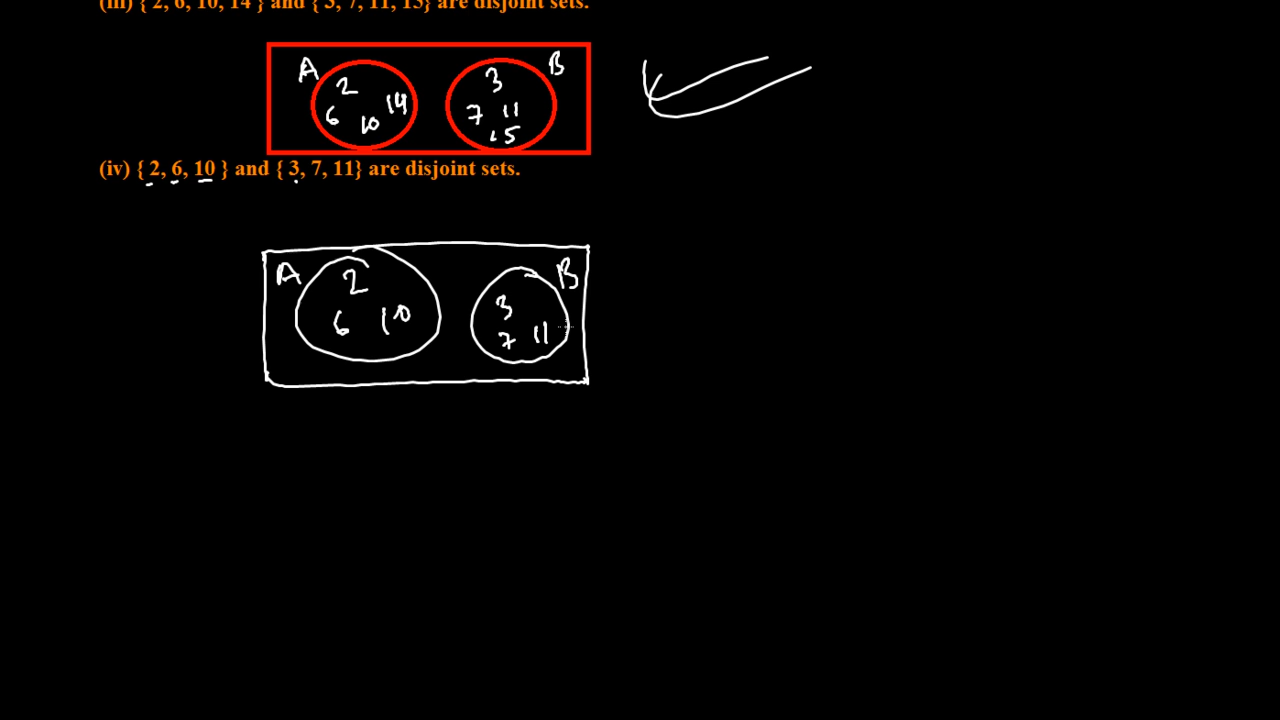 (iii) { 2, 6, 10, 14 } and { 3, 7, 11, 15} are disjoint sets.
A B
2 3
6 10 14 7 11
15
(iv) { 2, 6, 10 } and { 3, 7, 11} are disjoint sets.
A B
2 3
6 10 7 11